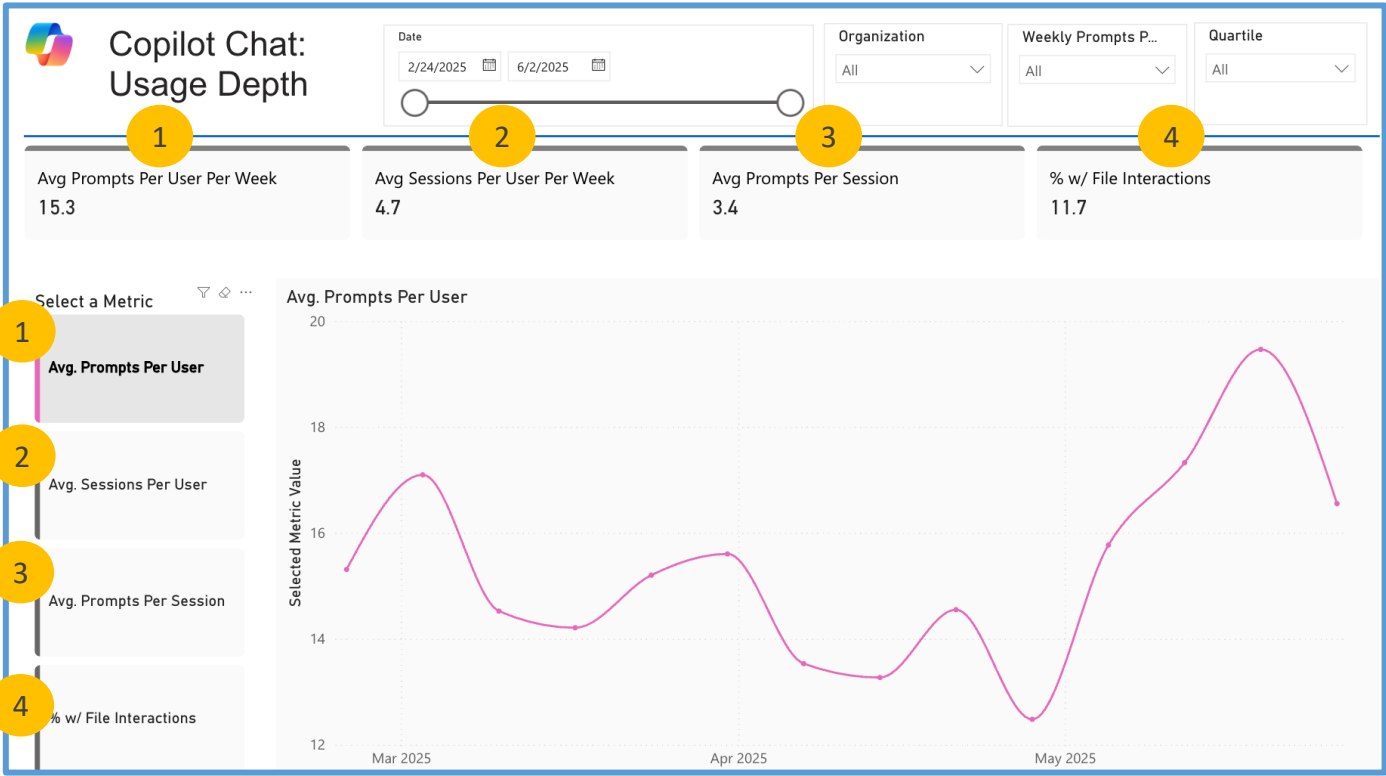 Copilot Chat:
Usage Depth
Date
2/24/2025
6/2/2025
Organization
All
Weekly Prompts P...
All
Quartile
All
1
2
3
4
Avg Prompts Per User Per Week
15.3
Avg Sessions Per User Per Week
4.7
Avg Prompts Per Session
3.4
% w/ File Interactions
11.7
Select a Metric
1
Avg. Prompts Per User
2
Avg. Sessions Per User
3
Avg. Prompts Per Session
4
% w/ File Interactions
Avg. Prompts Per User
Selected Metric Value
20
18
16
14
12
Mar 2025
Apr 2025
May 2025